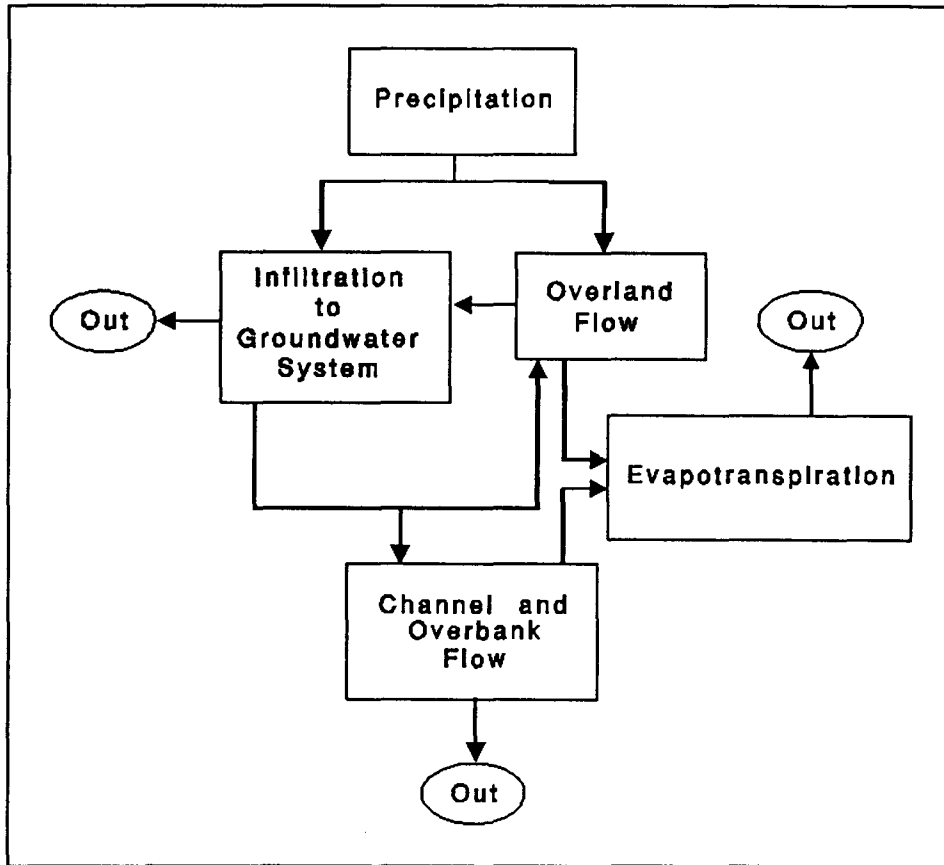 Precipitation
Infiltration
to
Groundwater
System
Overland
Flow
Out
Out
Evapotranspiration
Channel and
Overbank
Flow
Out